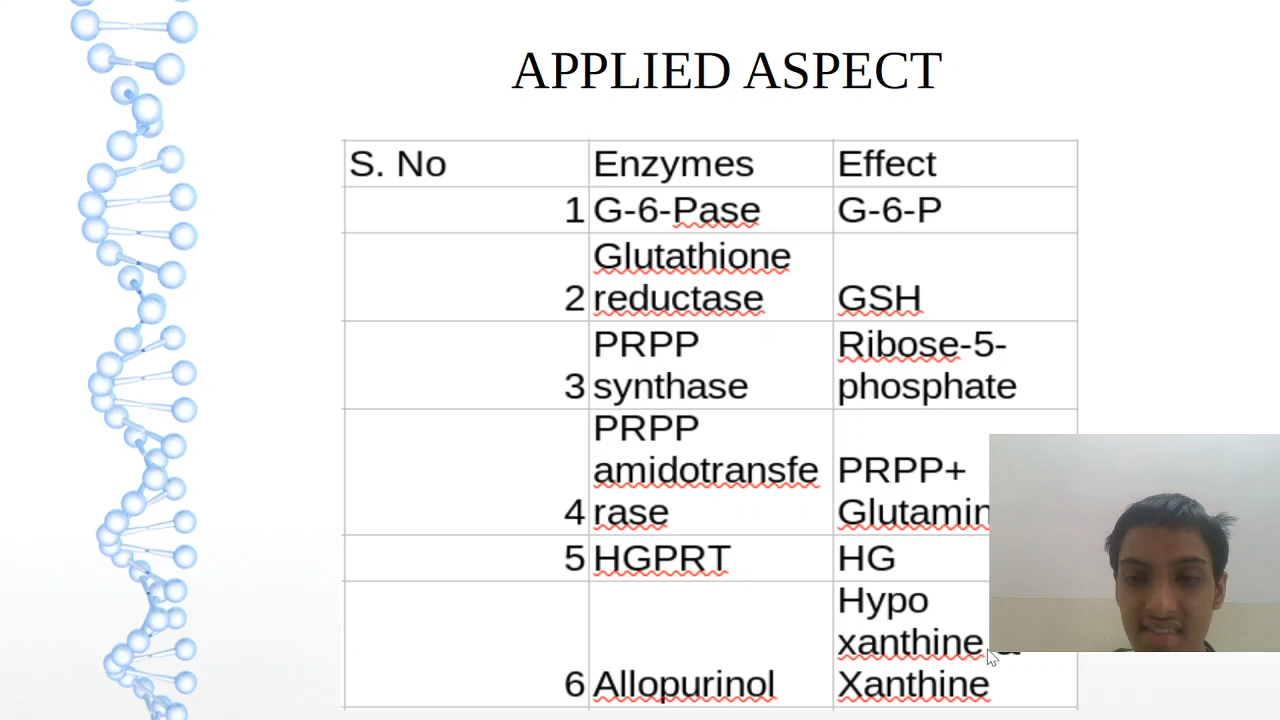 APPLIED ASPECT
S. No Enzymes Effect
1 G-6-Pase G-6-P
Glutathione
2 reductase GSH
PRPP Ribose-5-
3 synthase phosphate
PRPP
amidotransfe PRPP+
4 rase
5 HGPRT HG
Hypo
xanthine
6 Allopurinol Xanthine